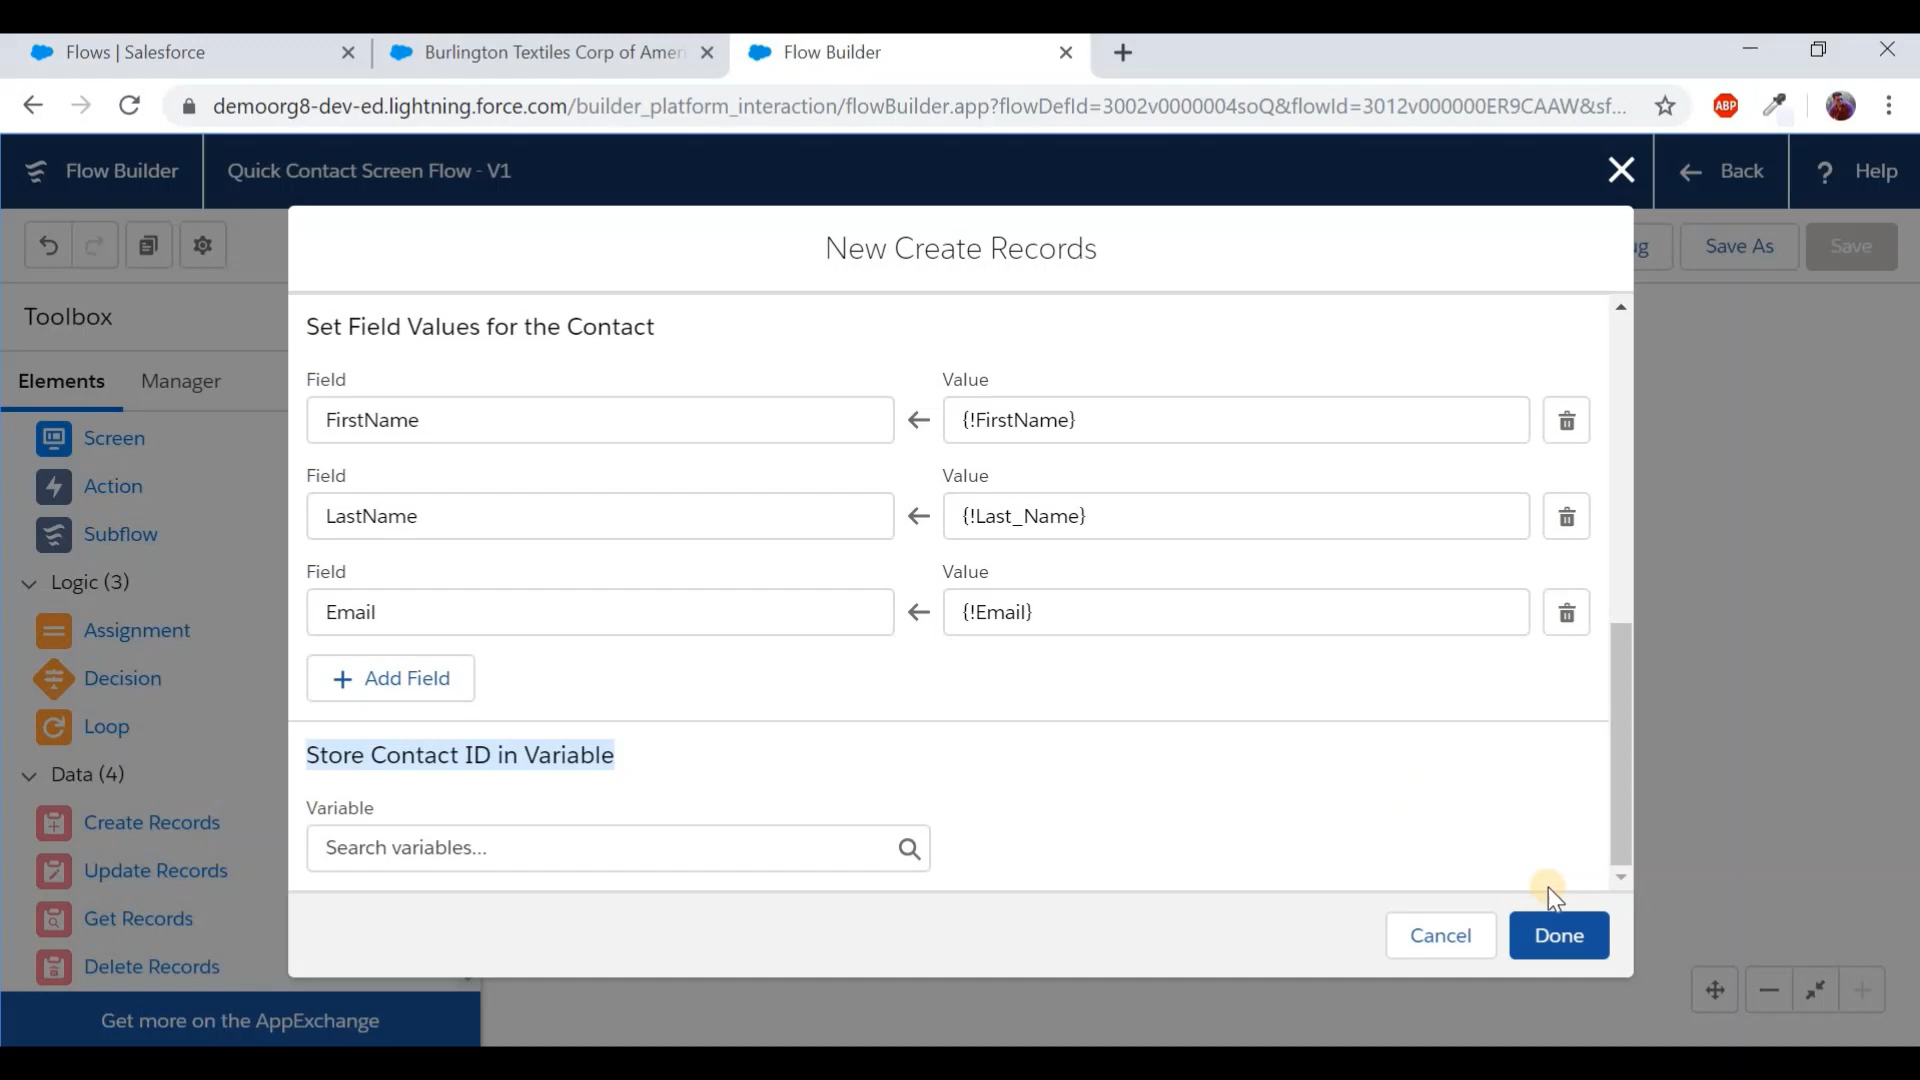 Flows | Salesforce
Burlington Textiles Corp of Amer
Flow Builder
demoorg8-dev-ed.lightning.force.com/builder_platform_interaction/flowBuilder.app?flowDefId=3002v0000004soQ&flowId=3012v000000ER9CAAW&sf...
ABP
Flow Builder
Quick Contact Screen Flow - V1
Back
? Help
New Create Records
ug
Save As
Save
Toolbox
Elements
Manager
Screen
Action
Subflow
Logic (3)
Assignment
Decision
Loop
Data (4)
Create Records
Update Records
Get Records
Delete Records
Get more on the AppExchange
Set Field Values for the Contact
Field
Value
FirstName
{!FirstName}
Field
Value
LastName
{!Last_Name}
Field
Value
Email
{!Email}
+ Add Field
Store Contact ID in Variable
Variable
Search variables...
Cancel
Done